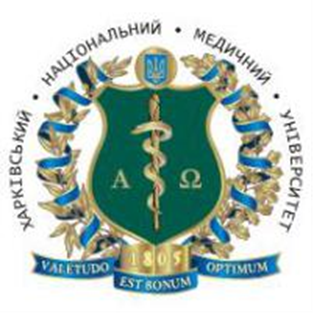 ХАРКІВСЬКИЙ • НАЦІОНАЛЬНИЙ • МЕДИЧНИЙ • УНІВЕРСИТЕТ
Α Ω
1805
VALETUDO EST BONUM OPTIMUM